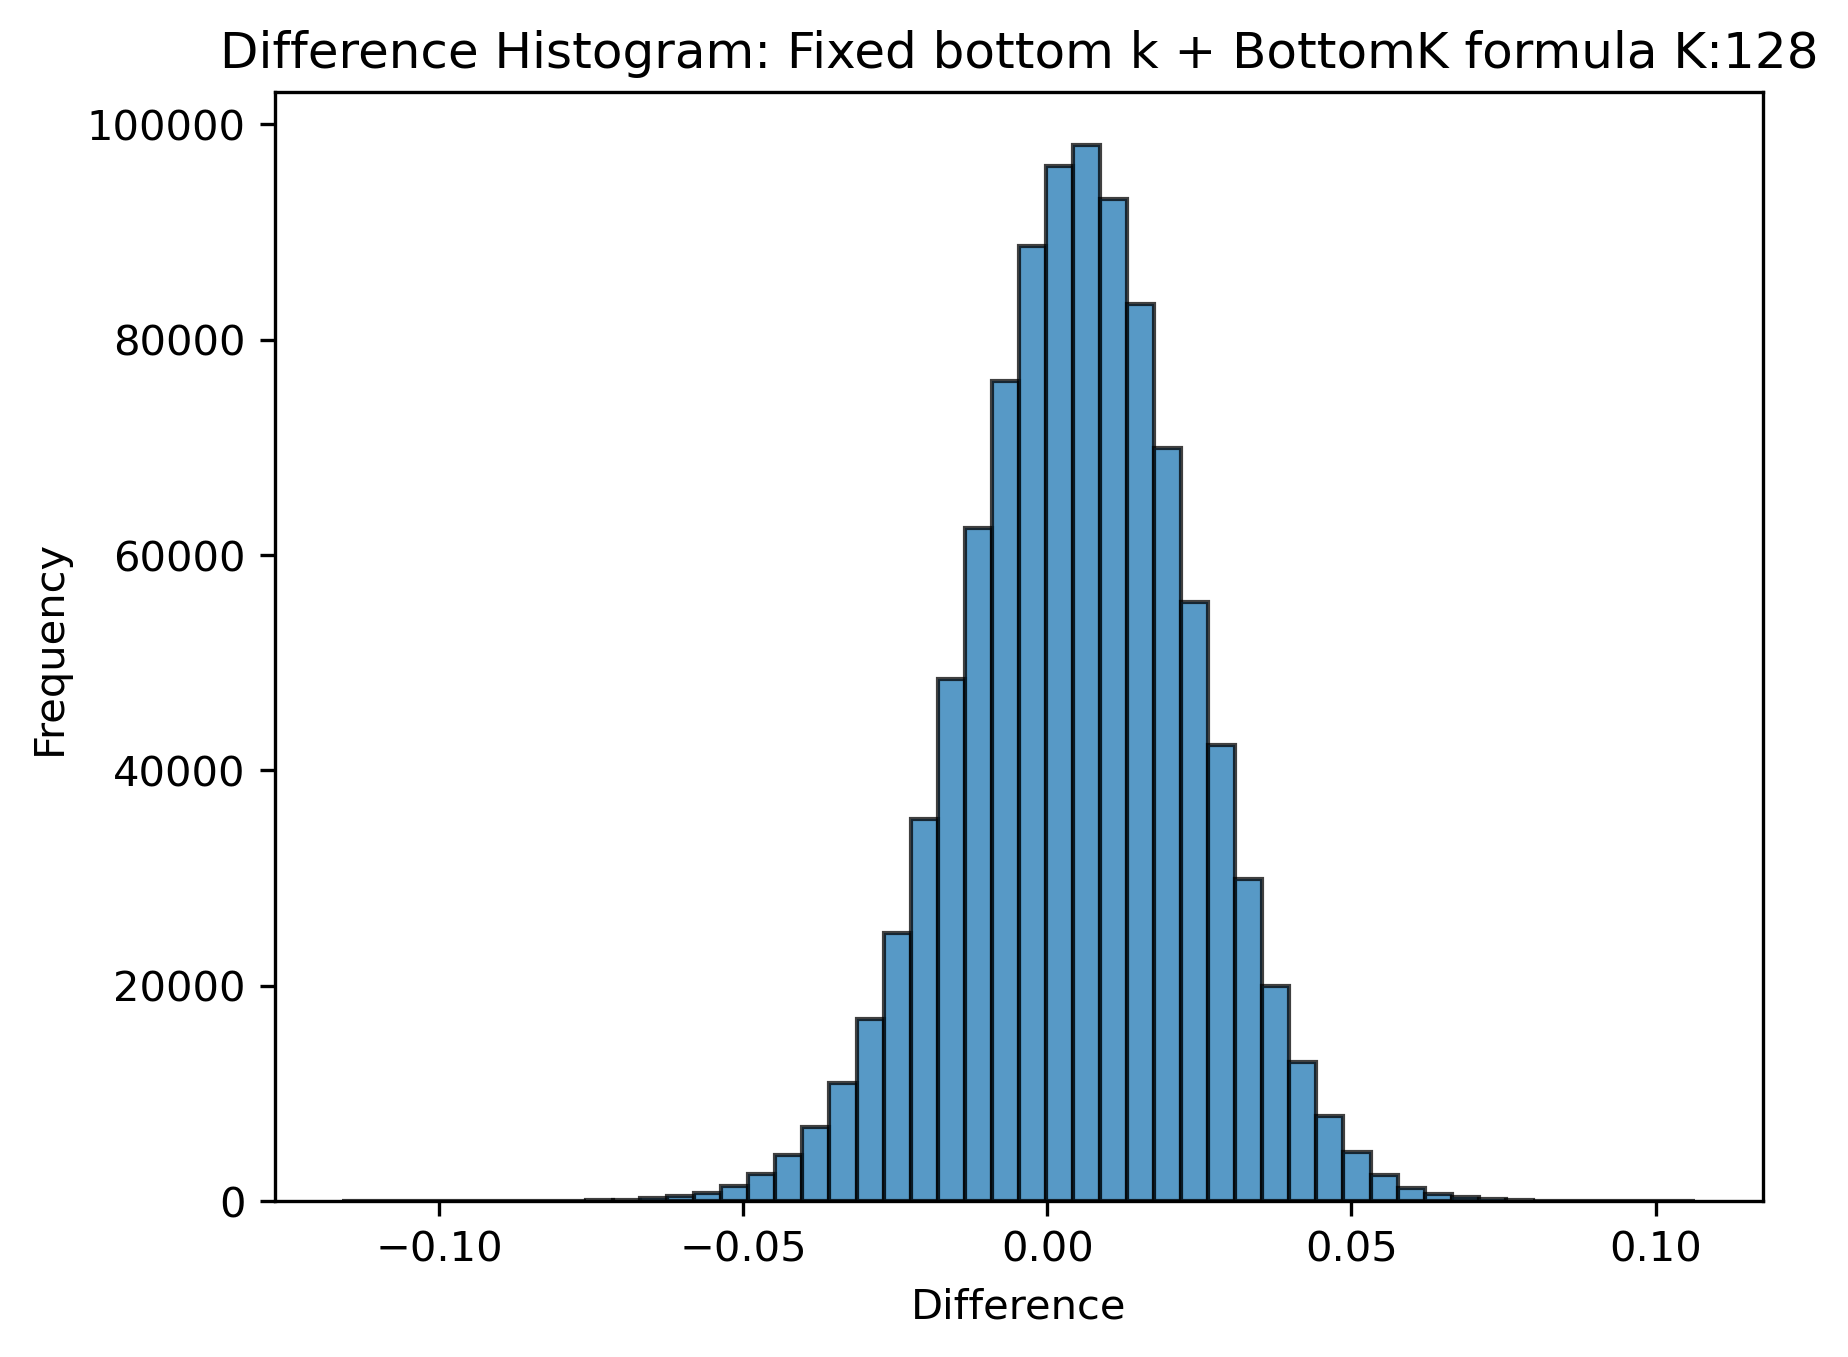 Difference Histogram: Fixed bottom k + BottomK formula K:128
100000
80000
60000
40000
20000
0
Frequency
−0.10 −0.05 0.00 0.05 0.10
Difference